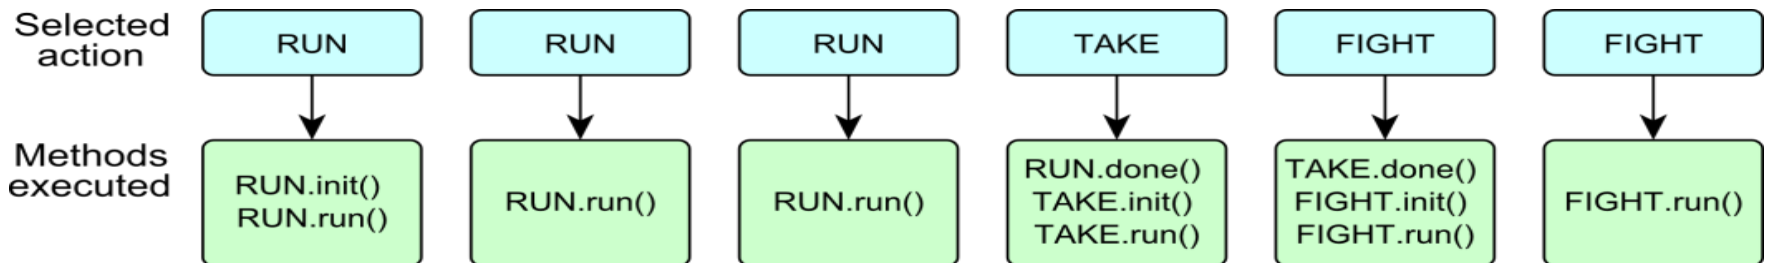 Selected
action
RUN
RUN
RUN
TAKE
FIGHT
FIGHT
Methods
executed
RUN.init()
RUN.run()
RUN.run()
RUN.run()
RUN.done()
TAKE.init()
TAKE.run()
TAKE.done()
FIGHT.init()
FIGHT.run()
FIGHT.run()